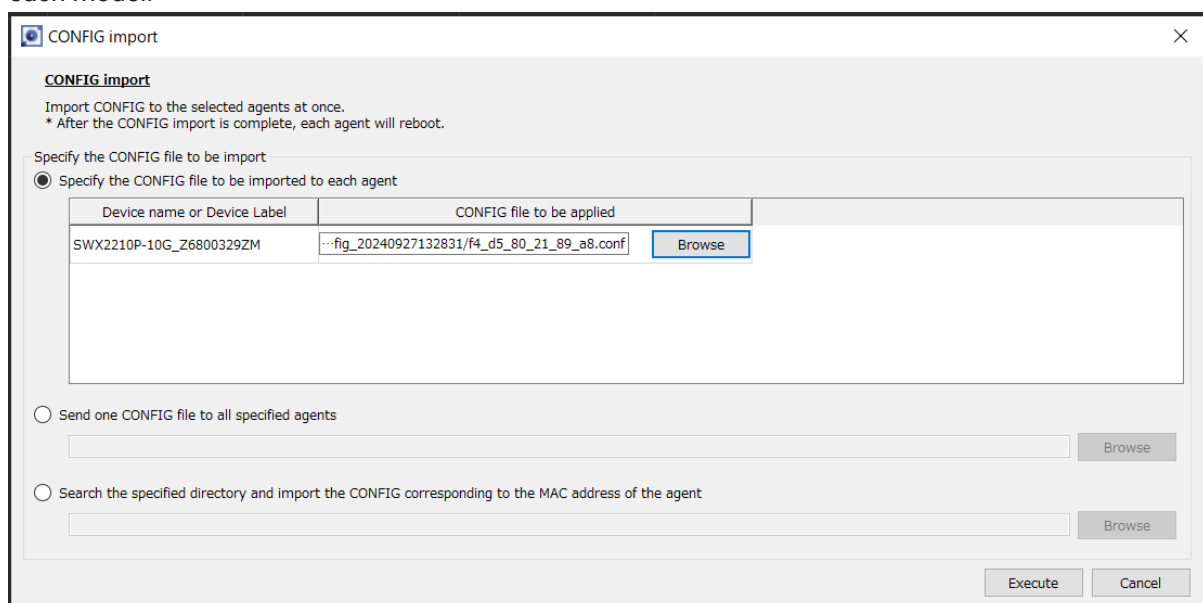 CONFIG import
CONFIG import
Import CONFIG to the selected agents at once.
* After the CONFIG import is complete, each agent will reboot.
Specify the CONFIG file to be import
Specify the CONFIG file to be imported to each agent
Device name or Device Label CONFIG file to be applied
SWX2210P-10G_Z6800329ZM ···fig_20240927132831/f4_d5_80_21_89_a8.conf Browse
Send one CONFIG file to all specified agents
Browse
Search the specified directory and import the CONFIG corresponding to the MAC address of the agent
Browse
Execute Cancel